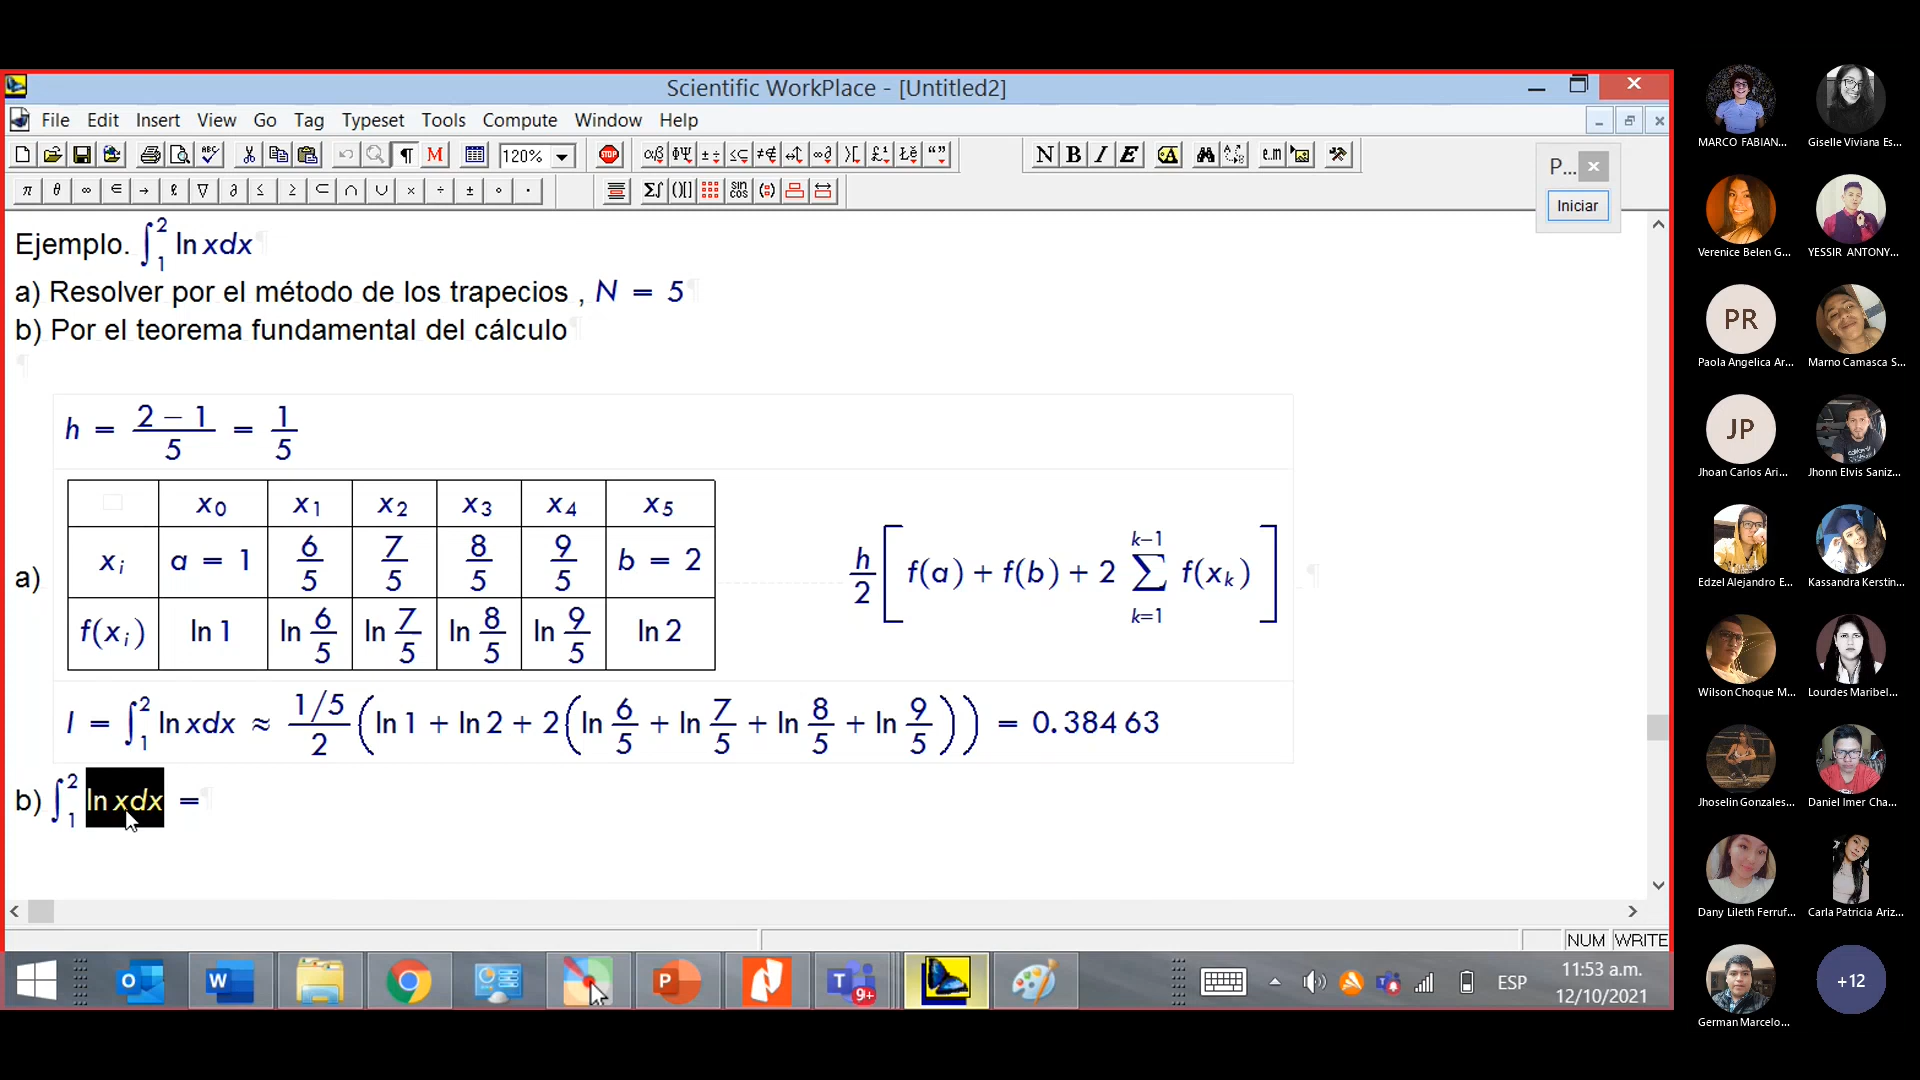 Scientific WorkPlace - [Untitled2]
File Edit Insert View Go Tag Typeset Tools Compute Window Help
120%
P...
Iniciar
Ejemplo. ∫₁² ln xdx
a) Resolver por el método de los trapecios , N = 5
b) Por el teorema fundamental del cálculo
h = (2 − 1)/5 = 1/5
x₀ x₁ x₂ x₃ x₄ x₅
xᵢ a = 1 6/5 7/5 8/5 9/5 b = 2
f(xᵢ) ln 1 ln 6/5 ln 7/5 ln 8/5 ln 9/5 ln 2
a)
h/2 [ f(a) + f(b) + 2 ∑_{k=1}^{k−1} f(x_k) ]
I = ∫₁² ln xdx ≈ (1/5)/2 (ln 1 + ln 2 + 2(ln 6/5 + ln 7/5 + ln 8/5 + ln 9/5)) = 0.38463
b) ∫₁² ln xdx =
NUM WRITE
9+
ESP
11:53 a.m.
12/10/2021
MARCO FABIAN... Giselle Viviana Es...
Verenice Belen G... YESSIR ANTONY...
PR
Paola Angelica Ar... Marno Camasca S...
JP
Jhoan Carlos Ari... Jhonn Elvis Saniz...
Edzel Alejandro E... Kassandra Kerstin...
Wilson Choque M... Lourdes Maribel...
Jhoselin Gonzales... Daniel Imer Cha...
Dany Lileth Ferruf... Carla Patricia Ariz...
+12
German Marcelo...